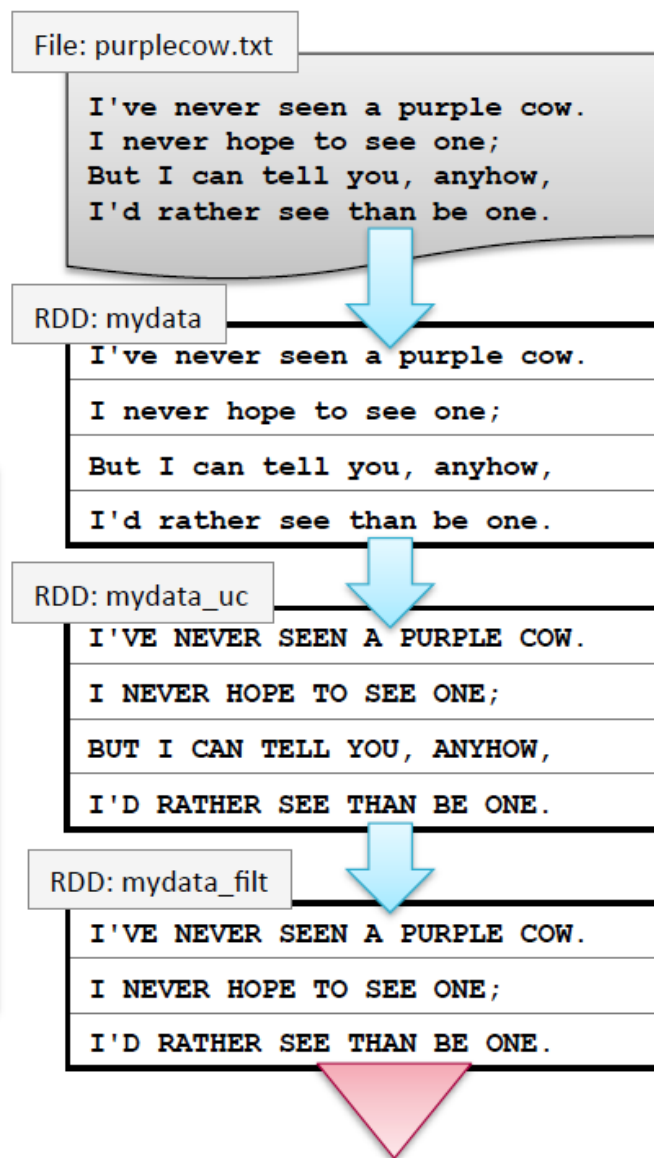 File: purplecow.txt
I've never seen a purple cow.
I never hope to see one;
But I can tell you, anyhow,
I'd rather see than be one.
RDD: mydata
I've never seen a purple cow.
I never hope to see one;
But I can tell you, anyhow,
I'd rather see than be one.
RDD: mydata_uc
I'VE NEVER SEEN A PURPLE COW.
I NEVER HOPE TO SEE ONE;
BUT I CAN TELL YOU, ANYHOW,
I'D RATHER SEE THAN BE ONE.
RDD: mydata_filt
I'VE NEVER SEEN A PURPLE COW.
I NEVER HOPE TO SEE ONE;
I'D RATHER SEE THAN BE ONE.